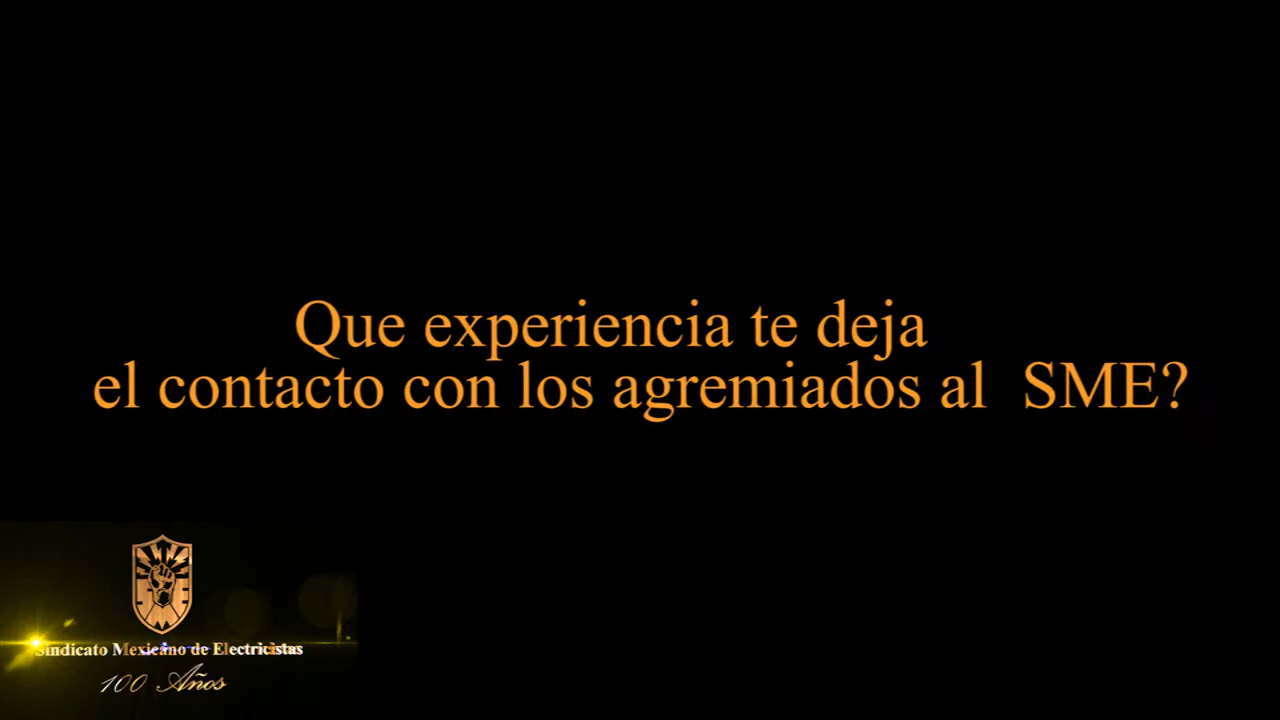 Que experiencia te deja
el contacto con los agremiados al SME?
Sindicato Mexicano de Electricistas
100 Años